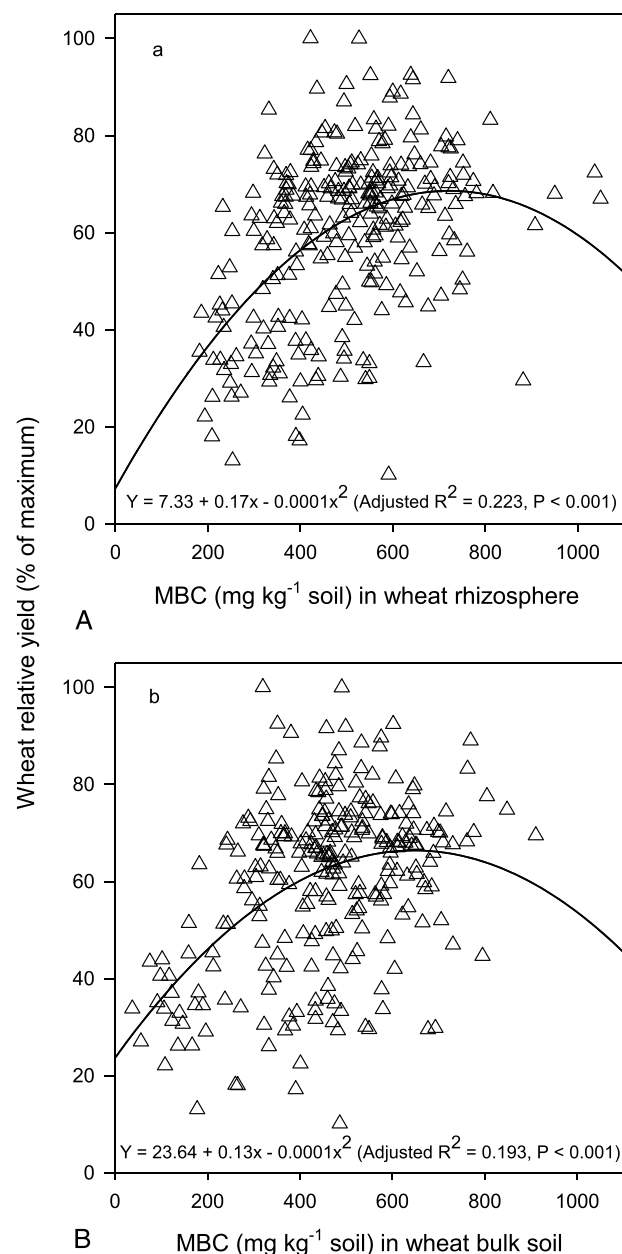 100
a
80
60
40
20
Y = 7.33 + 0.17x - 0.0001x² (Adjusted R² = 0.223, P < 0.001)
0
0 200 400 600 800 1000
MBC (mg kg⁻¹ soil) in wheat rhizosphere
A
Wheat relative yield (% of maximum)
100
b
80
60
40
20
Y = 23.64 + 0.13x - 0.0001x² (Adjusted R² = 0.193, P < 0.001)
0
0 200 400 600 800 1000
MBC (mg kg⁻¹ soil) in wheat bulk soil
B